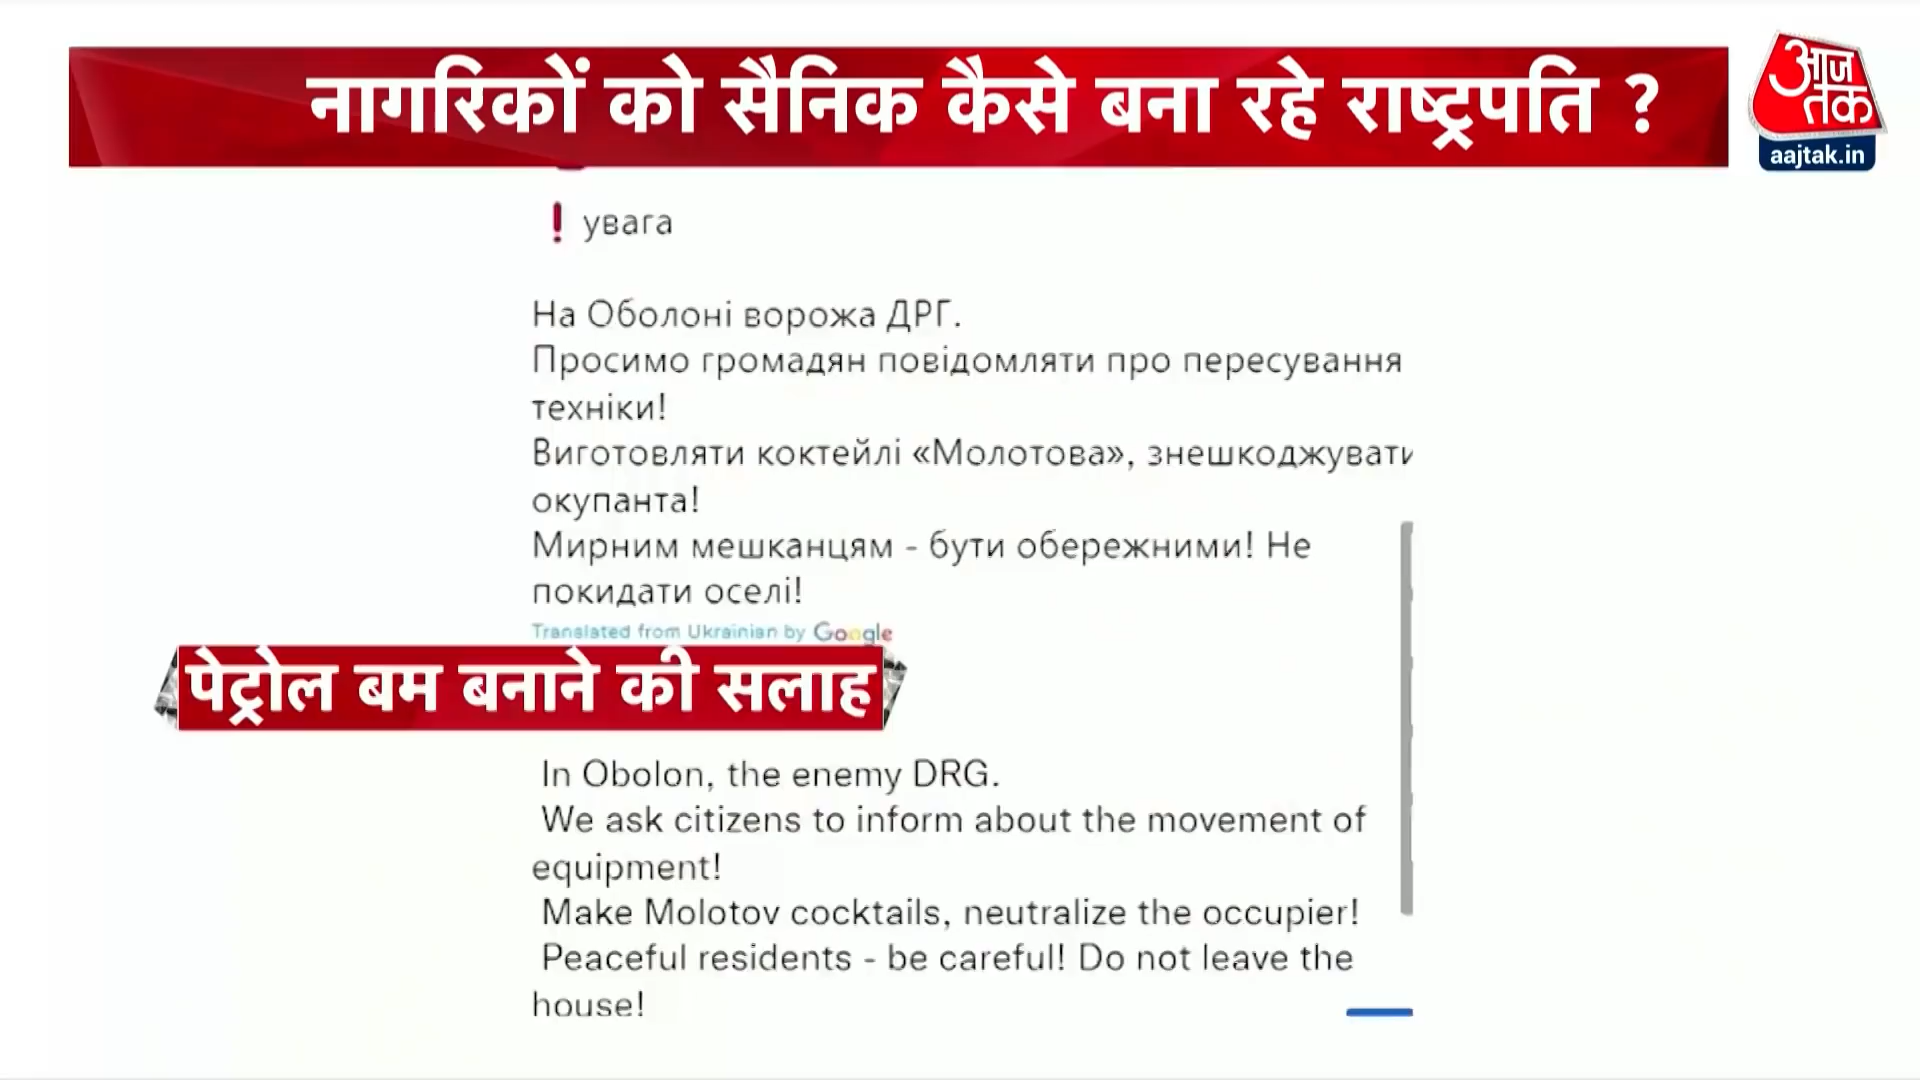 नागरिकों को सैनिक कैसे बना रहे राष्ट्रपति ?
आज
तक
aajtak.in
❗ увага
На Оболоні ворожа ДРГ.
Просимо громадян повідомляти про пересування
техніки!
Виготовляти коктейлі «Молотова», знешкоджувати
окупанта!
Мирним мешканцям - бути обережними! Не
покидати оселі!
Translated from Ukrainian by Google
पेट्रोल बम बनाने की सलाह
In Obolon, the enemy DRG.
We ask citizens to inform about the movement of
equipment!
Make Molotov cocktails, neutralize the occupier!
Peaceful residents - be careful! Do not leave the
house!